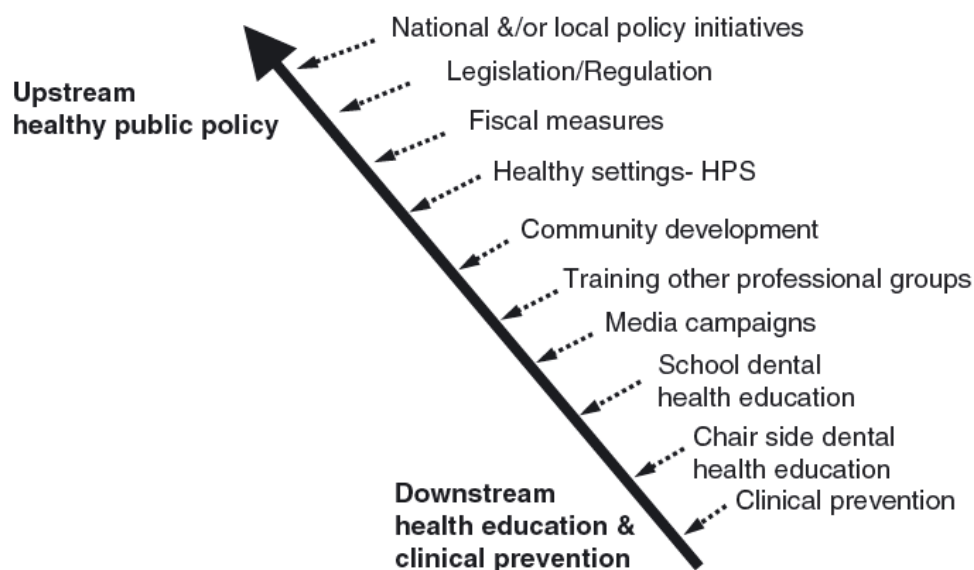 National &/or local policy initiatives
Legislation/Regulation
Upstream
healthy public policy
Fiscal measures
Healthy settings- HPS
Community development
Training other professional groups
Media campaigns
School dental
health education
Chair side dental
health education
Downstream
health education &
clinical prevention
Clinical prevention